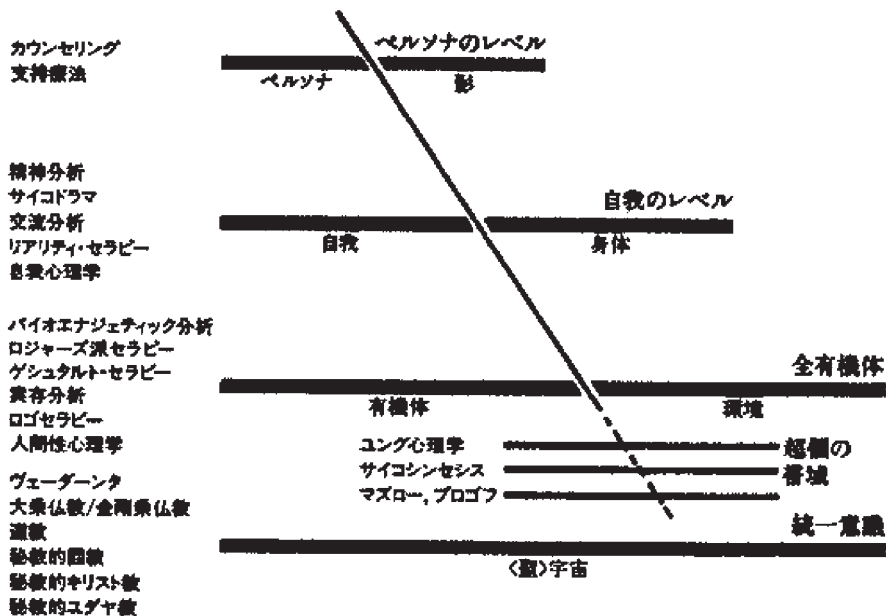 カウンセリング
支持療法
ペルソナのレベル
ペルソナ
影
精神分析
サイコドラマ
交流分析
リアリティ・セラピー
自我心理学
自我のレベル
自我
身体
バイオエナジェティック分析
ロジャーズ派セラピー
ゲシュタルト・セラピー
実存分析
ロゴセラピー
人間性心理学
全有機体
有機体
環境
ユング心理学
サイコシンセシス
マズロー, プロゴフ
超個の
帯域
ヴェーダーンタ
大乗仏教/金剛乗仏教
道教
秘教的回教
秘教的キリスト教
秘教的ユダヤ教
統一意識
〈聖〉宇宙